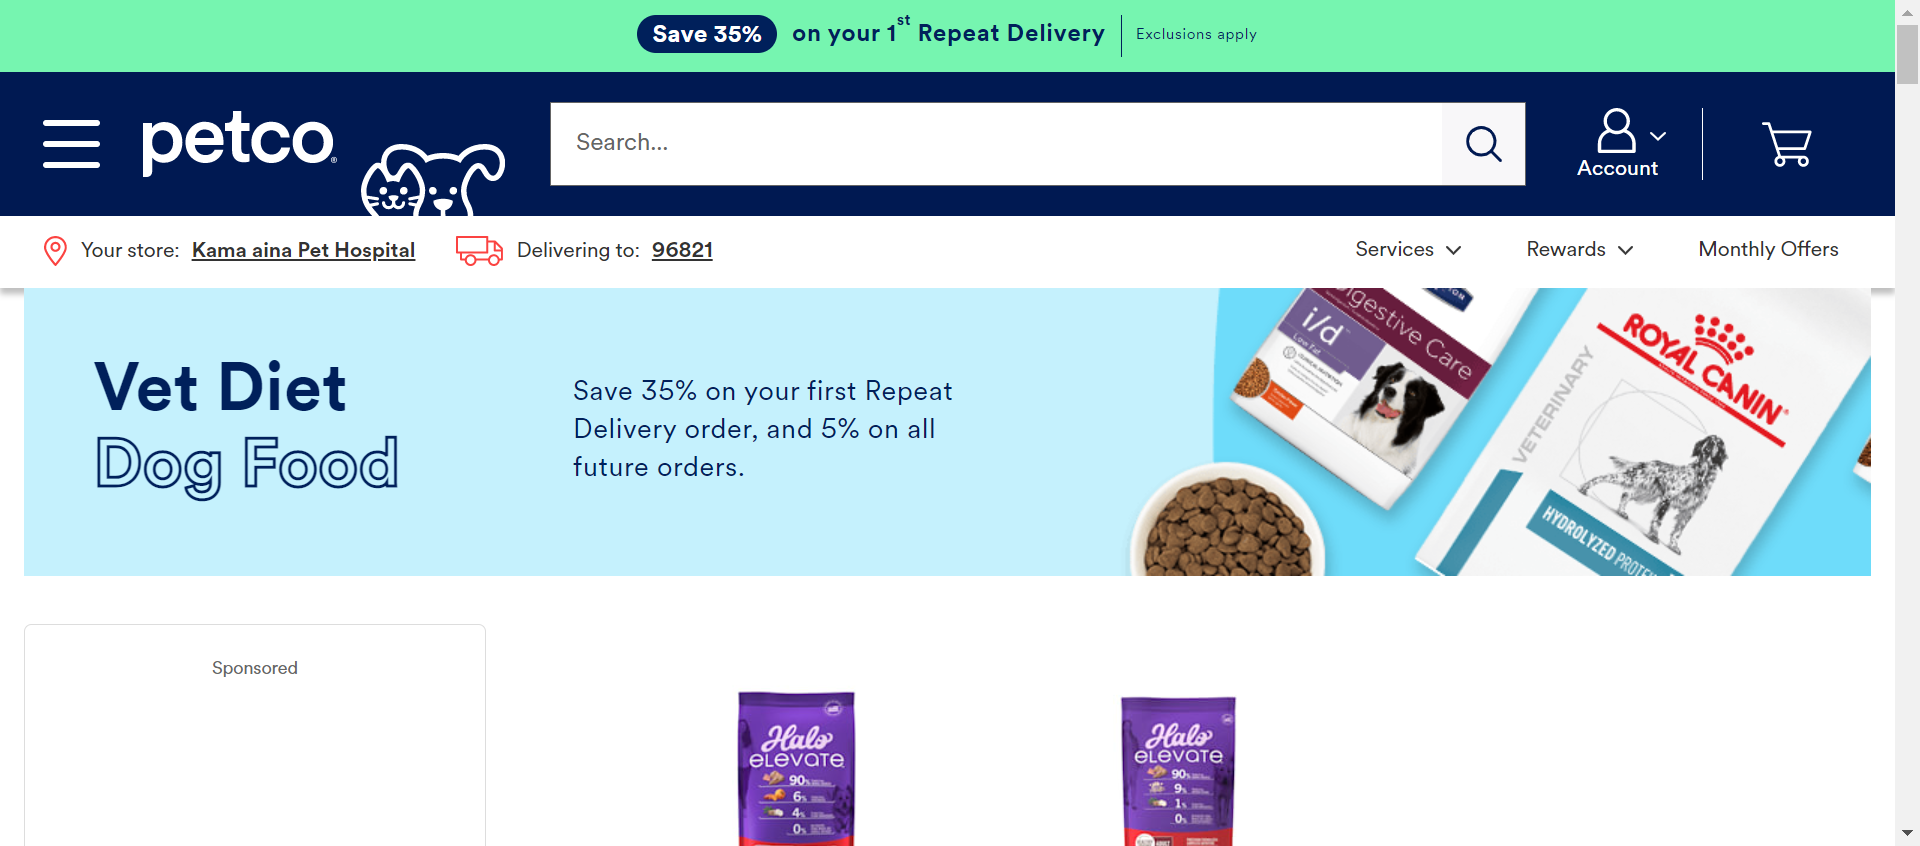 Save 35% on your 1st Repeat Delivery Exclusions apply
petco
Search...
Account
Your store: Kama aina Pet Hospital Delivering to: 96821
Services Rewards Monthly Offers
Vet Diet
Dog Food
Save 35% on your first Repeat
Delivery order, and 5% on all
future orders.
Digestive Care
i/d
Low Fat
ROYAL CANIN
VETERINARY
HYDROLYZED PROTEIN
Sponsored
Halo
eLevate
90%
6%
4%
0%
Halo
eLevate
90%
9%
1%
0%